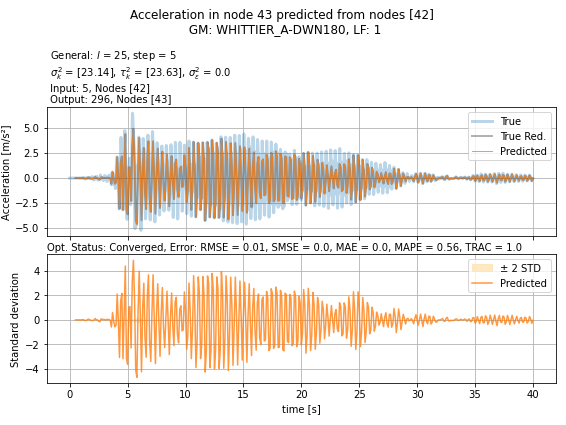 Acceleration in node 43 predicted from nodes [42]
GM: WHITTIER_A-DWN180, LF: 1
General: l = 25, step = 5
σ²ₖ = [23.14], τ²ₖ = [23.63], σ²ε = 0.0
Input: 5, Nodes [42]
Output: 296, Nodes [43]
Acceleration [m/s²]
5.0
2.5
0.0
−2.5
−5.0
True
True Red.
Predicted
Opt. Status: Converged, Error: RMSE = 0.01, SMSE = 0.0, MAE = 0.0, MAPE = 0.56, TRAC = 1.0
Standard deviation
4
2
0
−2
−4
± 2 STD
Predicted
0 5 10 15 20 25 30 35 40
time [s]